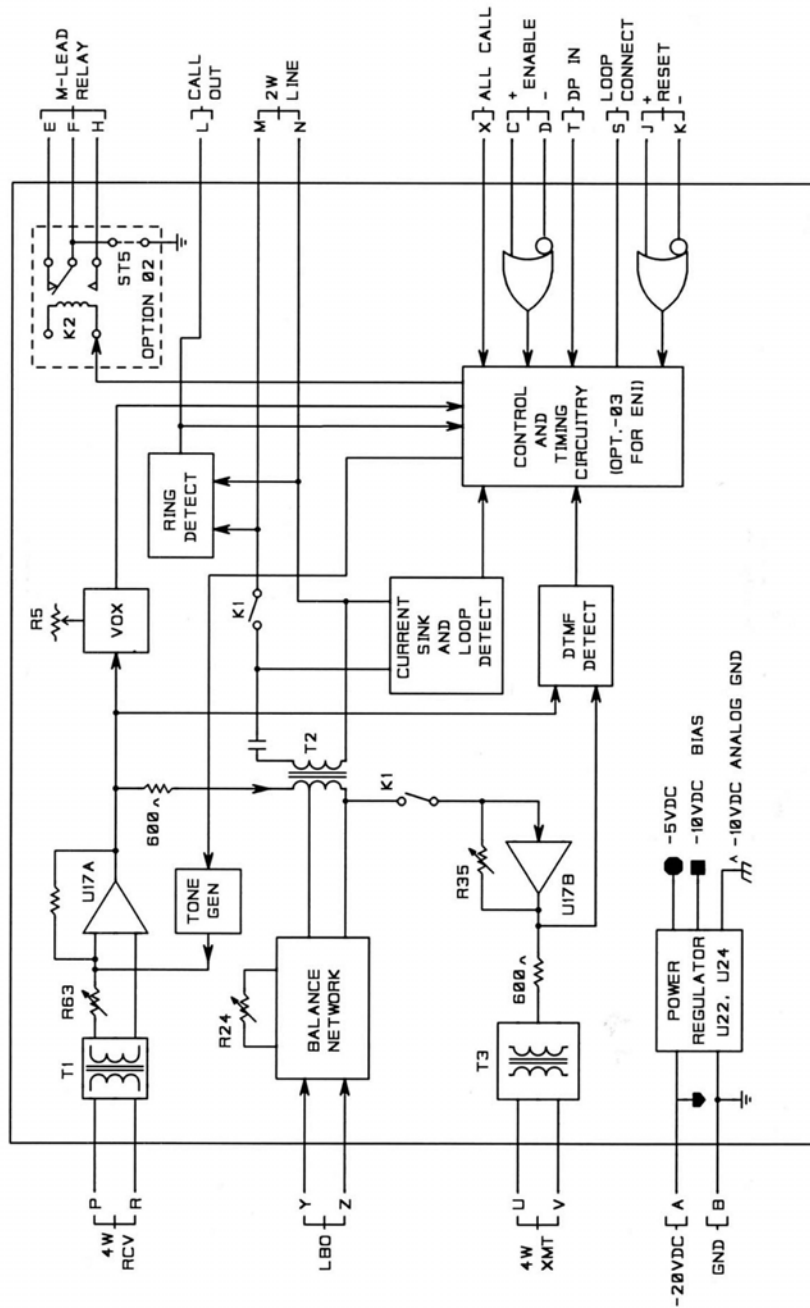 4W
RCV
P
R
T1
R63
U17A
R5
VOX
600
TONE
GEN
K2
OPTION 02
ST5
E
F
H
M-LEAD
RELAY
RING
DETECT
L
CALL
OUT
M
N
2W
LINE
LBO
Y
Z
R24
BALANCE
NETWORK
T2
K1
K1
CURRENT
SINK
AND
LOOP
DETECT
4W
XMT
U
V
T3
600
R35
U17B
DTMF
DETECT
CONTROL
AND
TIMING
CIRCUITRY
(OPT.-03
FOR ENI)
X
ALL CALL
C
+
ENABLE
D
-
T
DP IN
S
LOOP
CONNECT
J
+
RESET
K
-
-20VDC
A
GND
B
POWER
REGULATOR
U22, U24
-5VDC
-10VDC BIAS
-10VDC ANALOG GND